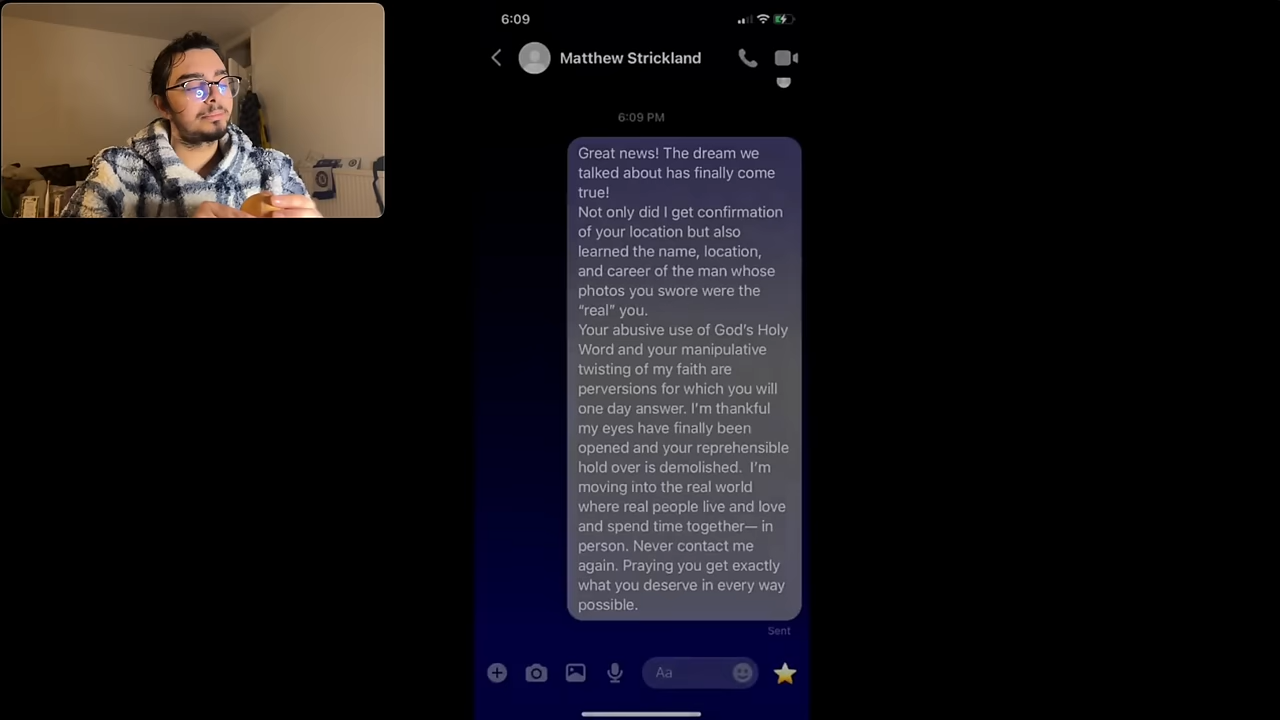 6:09
Matthew Strickland
6:09 PM
Great news! The dream we
talked about has finally come
true!
Not only did I get confirmation
of your location but also
learned the name, location,
and career of the man whose
photos you swore were the
“real” you.
Your abusive use of God’s Holy
Word and your manipulative
twisting of my faith are
perversions for which you will
one day answer. I’m thankful
my eyes have finally been
opened and your reprehensible
hold over is demolished.  I’m
moving into the real world
where real people live and love
and spend time together— in
person. Never contact me
again. Praying you get exactly
what you deserve in every way
possible.
Sent
Aa